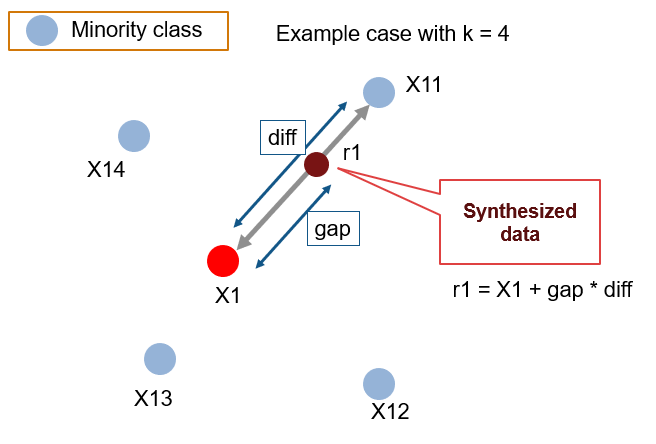 Minority class
Example case with k = 4
X11
diff
r1
X14
Synthesized
data
gap
X1
r1 = X1 + gap * diff
X13
X12